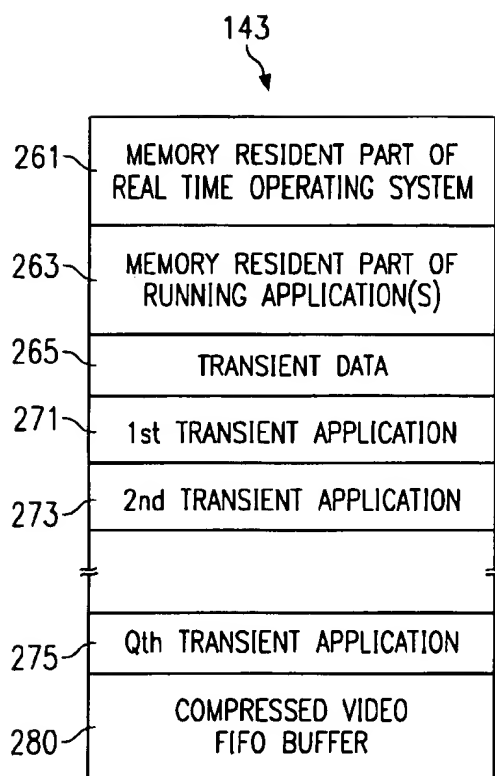 143
261 MEMORY RESIDENT PART OF
REAL TIME OPERATING SYSTEM
263 MEMORY RESIDENT PART OF
RUNNING APPLICATION(S)
265 TRANSIENT DATA
271 1st TRANSIENT APPLICATION
273 2nd TRANSIENT APPLICATION
275 Qth TRANSIENT APPLICATION
280 COMPRESSED VIDEO
FIFO BUFFER